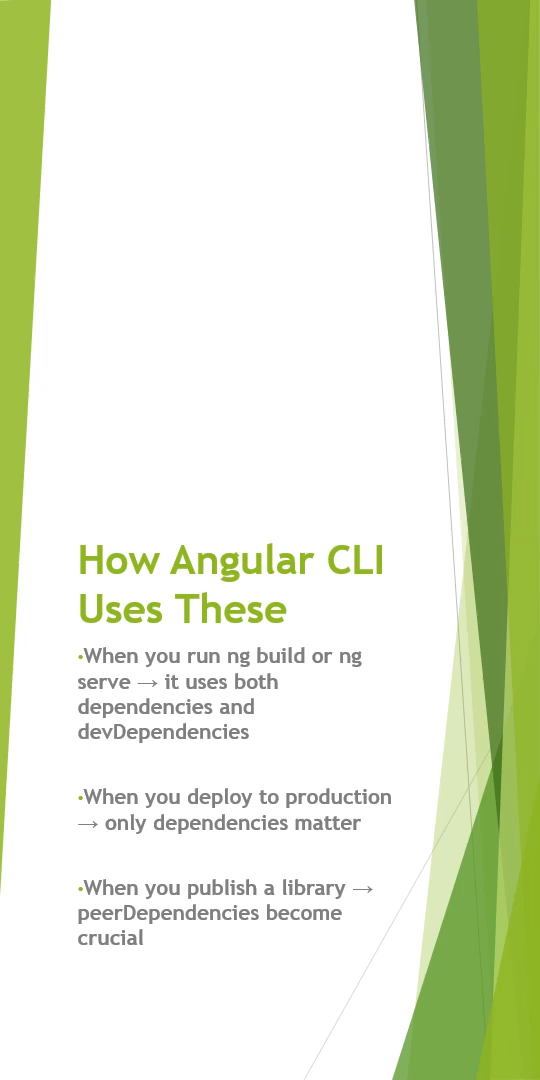 How Angular CLI
Uses These
•When you run ng build or ng
serve → it uses both
dependencies and
devDependencies
•When you deploy to production
→ only dependencies matter
•When you publish a library →
peerDependencies become
crucial